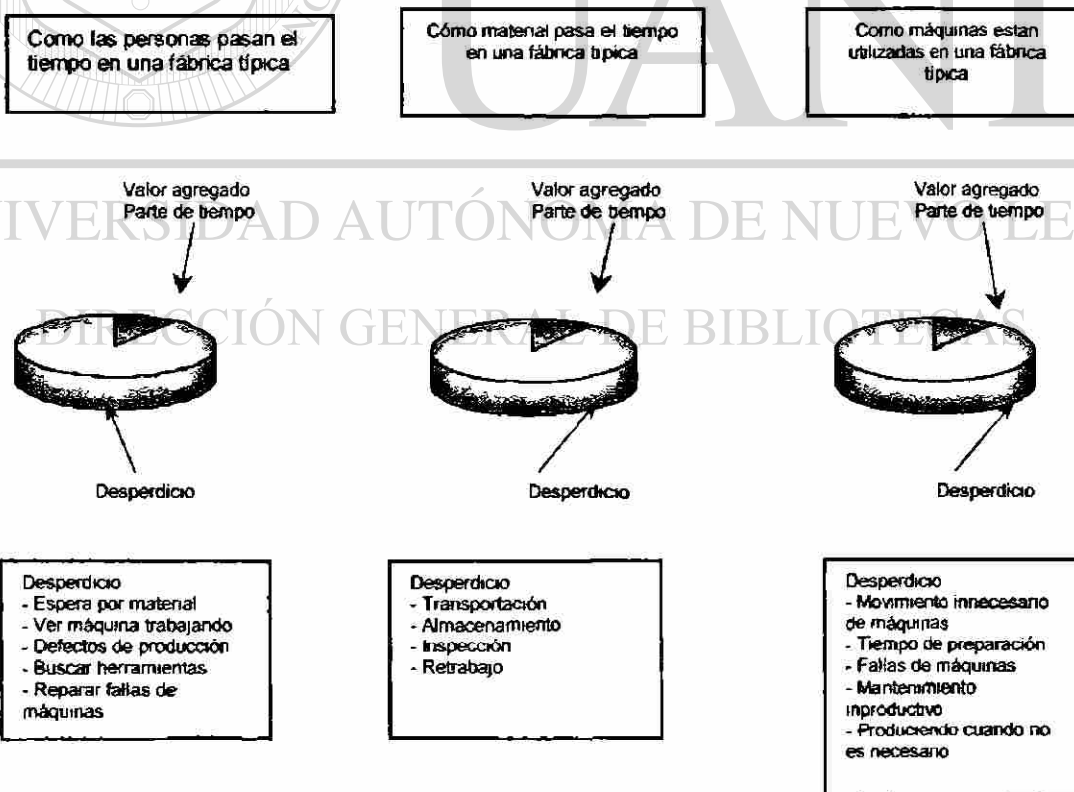 Como las personas pasan el
tiempo en una fábrica típica
Cómo material pasa el tiempo
en una fábrica tipica
Como máquinas estan
utilizadas en una fábrica
tipica
UANL
Valor agregado
Parte de tiempo
Valor agregado
Parte de tiempo
Valor agregado
Parte de tiempo
UNIVERSIDAD AUTÓNOMA DE NUEVO LE
DIRECCIÓN GENERAL DE BIBLIOTECAS
Desperdicio
Desperdicio
Desperdicio
Desperdicio
- Espera por material
- Ver máquina trabajando
- Defectos de producción
- Buscar herramientas
- Reparar fallas de
máquinas
Desperdicio
- Transportación
- Almacenamiento
- Inspección
- Retrabajo
Desperdicio
- Movimiento innecesario
de máquinas
- Tiempo de preparación
- Fallas de máquinas
- Mantenimiento
inproductivo
- Produciendo cuando no
es necesario